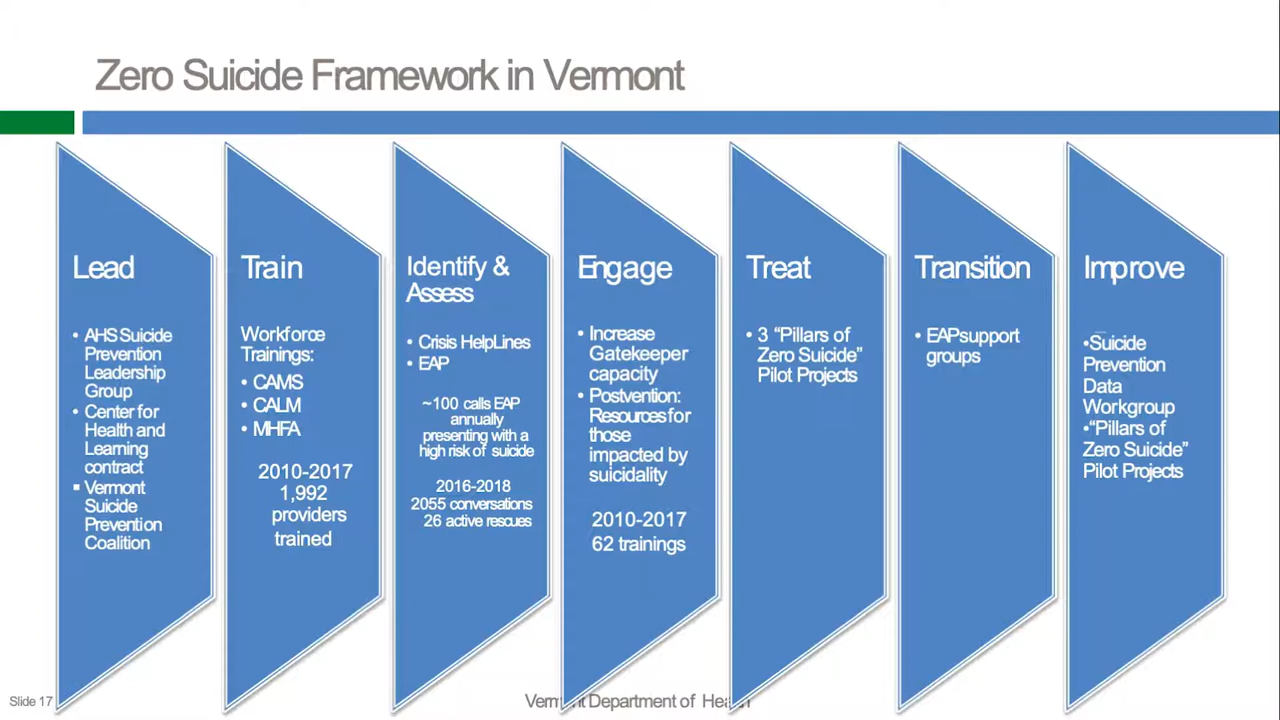 Zero Suicide Framework in Vermont
Lead
• AHS Suicide
Prevention
Leadership
Group
• Center for
Health and
Learning
contract
▪ Vermont
Suicide
Prevention
Coalition
Train
Workforce
Trainings:
• CAMS
• CALM
• MHFA
2010-2017
1,992
providers
trained
Identify &
Assess
• Crisis HelpLines
• EAP
~100 calls EAP
annually
presenting with a
high risk of suicide
2016-2018
2055 conversations
26 active rescues
Engage
• Increase
Gatekeeper
capacity
• Postvention:
Resources for
those
impacted by
suicidality
2010-2017
62 trainings
Treat
• 3 “Pillars of
Zero Suicide”
Pilot Projects
Transition
• EAP support
groups
Improve
•Suicide
Prevention
Data
Workgroup
•“Pillars of
Zero Suicide”
Pilot Projects
Slide 17
Vermont Department of Health